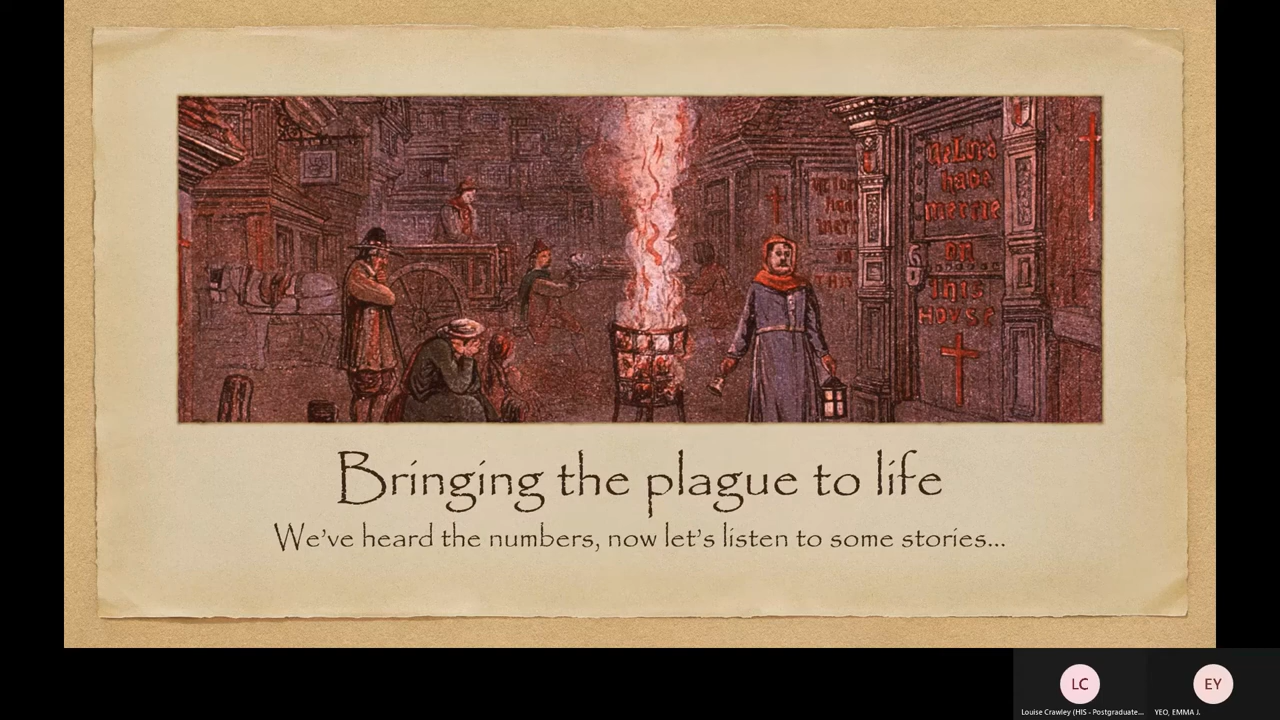 Ye Lord
have
mercie
on
this
HOVSE
Bringing the plague to life
We've heard the numbers, now let's listen to some stories...
LC
EY
Louise Crawley (HIS - Postgraduate...
YEO, EMMA J.